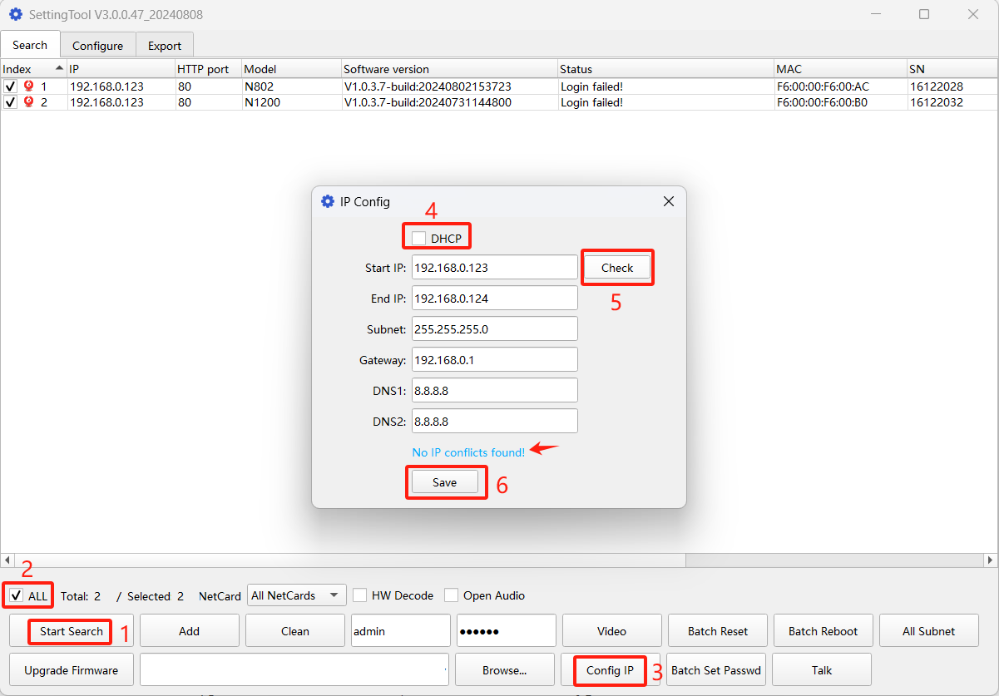 SettingTool V3.0.0.47_20240808
Search Configure Export
Index IP HTTP port Model Software version Status MAC SN
1 192.168.0.123 80 N802 V1.0.3.7-build:20240802153723 Login failed! F6:00:00:F6:00:AC 16122028
2 192.168.0.123 80 N1200 V1.0.3.7-build:20240731144800 Login failed! F6:00:00:F6:00:B0 16122032
IP Config
4
DHCP
Start IP: 192.168.0.123 Check
End IP: 192.168.0.124 5
Subnet: 255.255.255.0
Gateway: 192.168.0.1
DNS1: 8.8.8.8
DNS2: 8.8.8.8
No IP conflicts found!
Save 6
2
ALL Total: 2 / Selected 2 NetCard All NetCards HW Decode Open Audio
Start Search 1 Add Clean admin ●●●●●● Video Batch Reset Batch Reboot All Subnet
Upgrade Firmware Browse... Config IP 3 Batch Set Passwd Talk